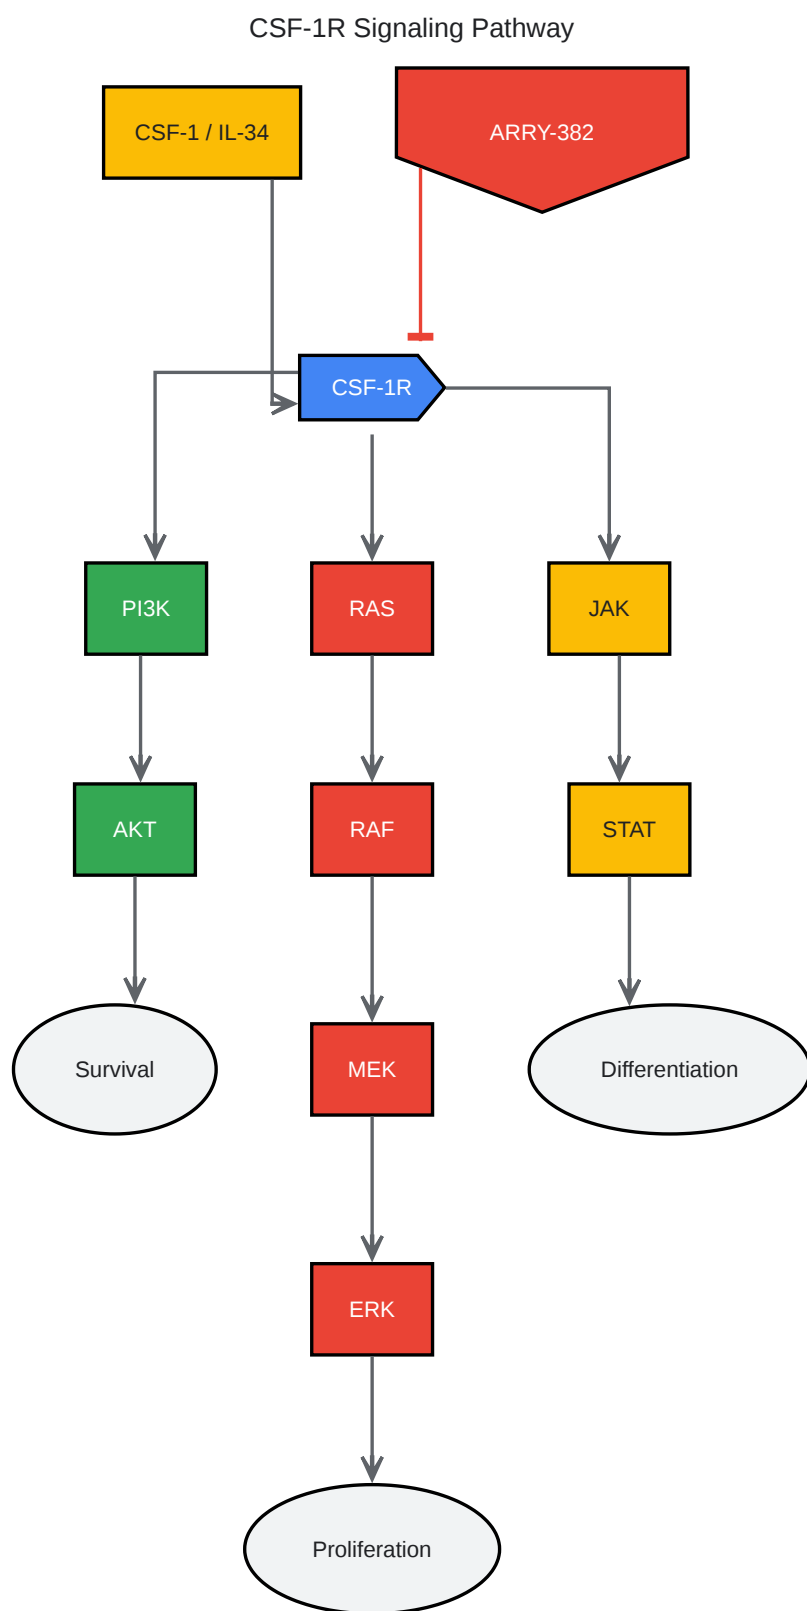 CSF-1R Signaling Pathway
CSF-1 / IL-34
ARRY-382
CSF-1R
PI3K
RAS
JAK
AKT
RAF
STAT
Survival
MEK
Differentiation
ERK
Proliferation